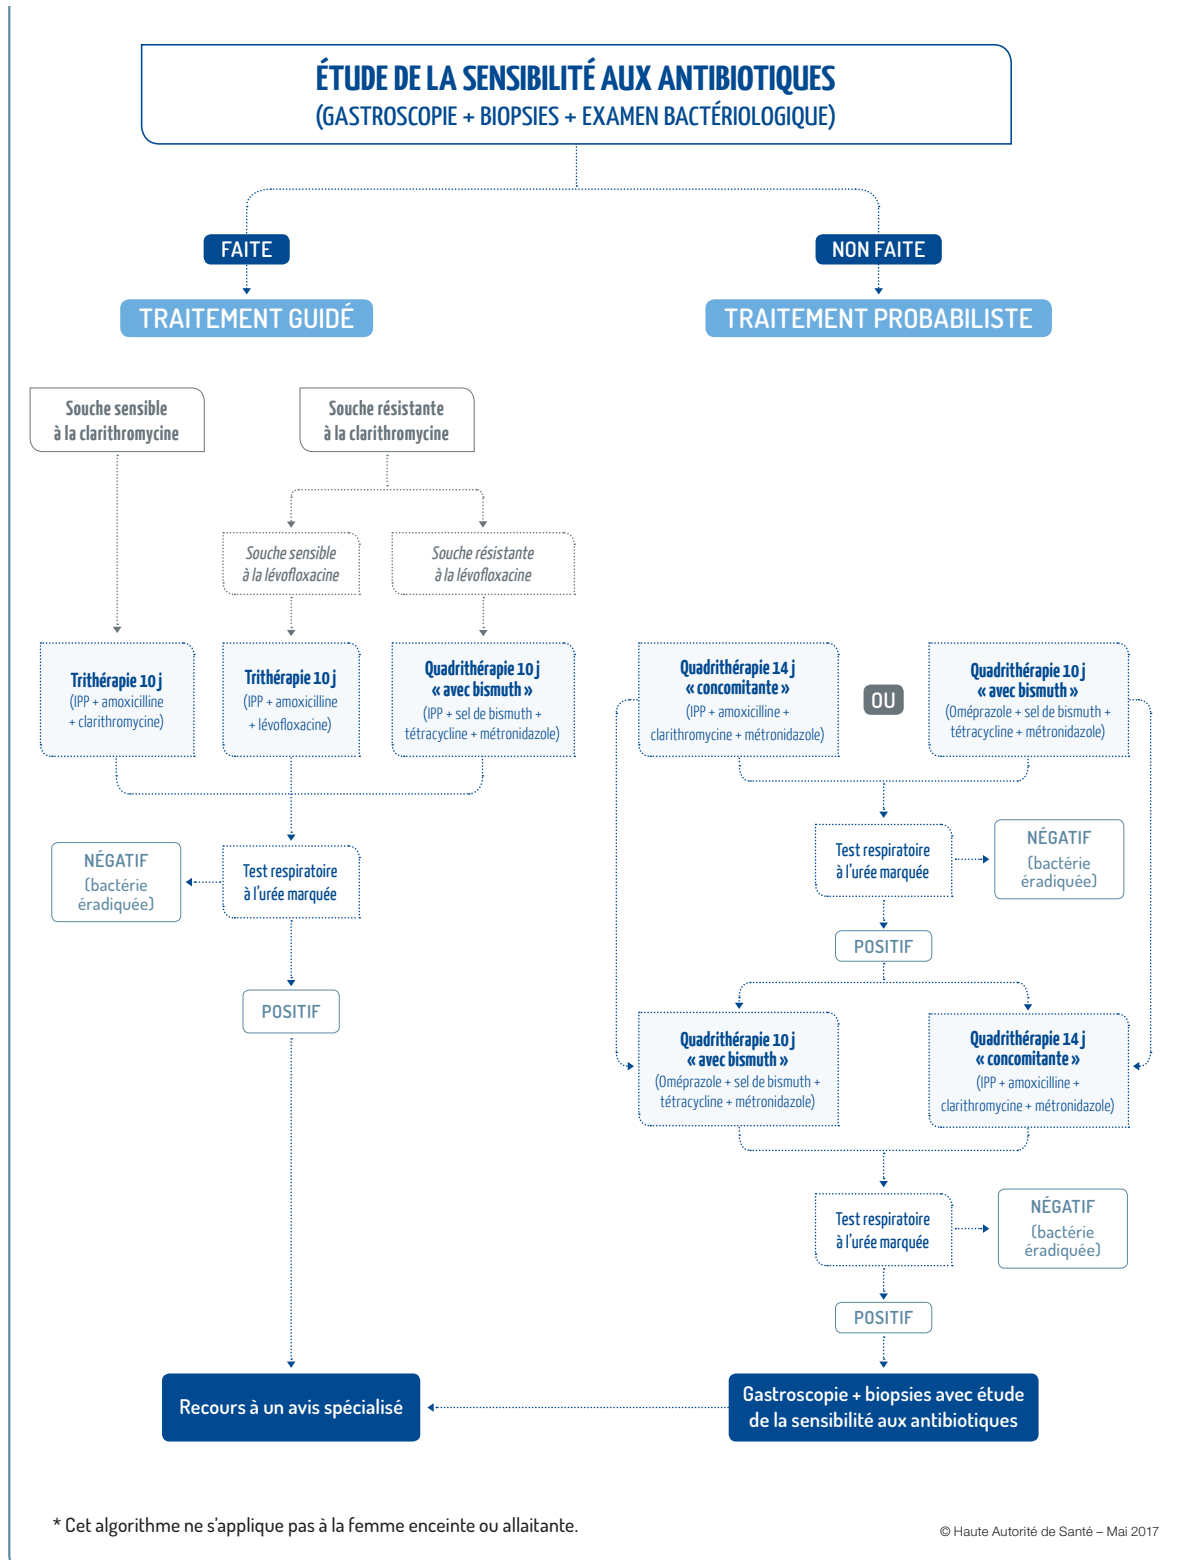 ÉTUDE DE LA SENSIBILITÉ AUX ANTIBIOTIQUES
(GASTROSCOPIE + BIOPSIES + EXAMEN BACTÉRIOLOGIQUE)
FAITE
NON FAITE
TRAITEMENT GUIDÉ
TRAITEMENT PROBABILISTE
Souche sensible
à la clarithromycine
Souche résistante
à la clarithromycine
Souche sensible
à la lévofloxacine
Souche résistante
à la lévofloxacine
Trithérapie 10 j
(IPP + amoxicilline
+ clarithromycine)
Trithérapie 10 j
(IPP + amoxicilline
+ lévofloxacine)
Quadrithérapie 10 j
« avec bismuth »
(IPP + sel de bismuth +
tétracycline + métronidazole)
Quadrithérapie 14 j
« concomitante »
(IPP + amoxicilline +
clarithromycine + métronidazole)
OU
Quadrithérapie 10 j
« avec bismuth »
(Oméprazole + sel de bismuth +
tétracycline + métronidazole)
NÉGATIF
(bactérie
éradiquée)
Test respiratoire
à l'urée marquée
POSITIF
Test respiratoire
à l'urée marquée
NÉGATIF
(bactérie
éradiquée)
POSITIF
Quadrithérapie 10 j
« avec bismuth »
(Oméprazole + sel de bismuth +
tétracycline + métronidazole)
Quadrithérapie 14 j
« concomitante »
(IPP + amoxicilline +
clarithromycine + métronidazole)
Test respiratoire
à l'urée marquée
NÉGATIF
(bactérie
éradiquée)
POSITIF
Recours à un avis spécialisé
Gastroscopie + biopsies avec étude
de la sensibilité aux antibiotiques
* Cet algorithme ne s'applique pas à la femme enceinte ou allaitante.
© Haute Autorité de Santé – Mai 2017